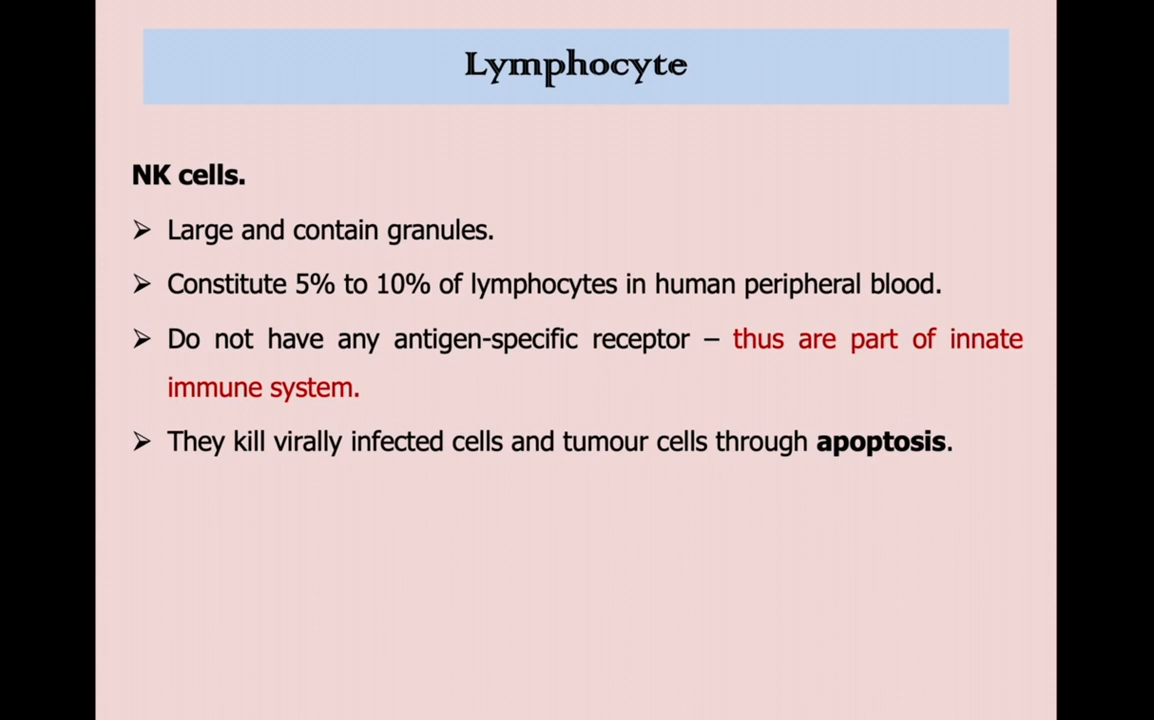 Lymphocyte
NK cells.
➢ Large and contain granules.
➢ Constitute 5% to 10% of lymphocytes in human peripheral blood.
➢ Do not have any antigen-specific receptor – thus are part of innate
immune system.
➢ They kill virally infected cells and tumour cells through apoptosis.